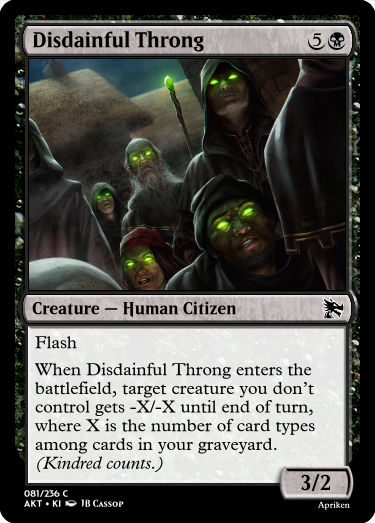 Disdainful Throng 5
Creature — Human Citizen
Flash
When Disdainful Throng enters the
battlefield, target creature you don't
control gets -X/-X until end of turn,
where X is the number of card types
among cards in your graveyard.
(Kindred counts.)
3/2
081/236 C
AKT • KI JB Cassop
Apriken